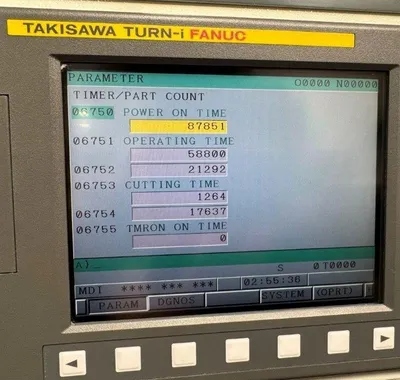 TAKISAWA TURN-i FANUC
PARAMETER O0000 N00000
TIMER/PART COUNT
06750 POWER ON TIME
87851
06751 OPERATING TIME
58800
06752 21292
06753 CUTTING TIME
1264
06754 17637
06755 TMRON ON TIME
0
A)_
S 0 T0000
MDI **** *** *** 02:55:36
PARAM DGNOS SYSTEM (OPRT)